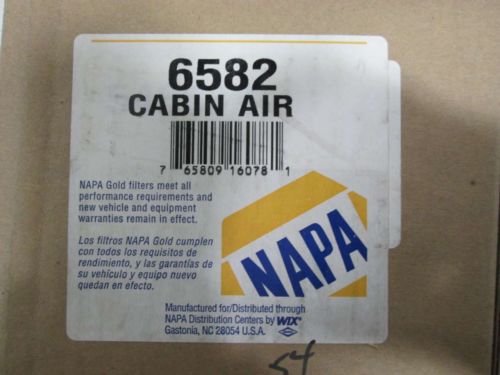 6582
CABIN AIR
7 65809 16078 1
NAPA Gold filters meet all
performance requirements and
new vehicle and equipment
warranties remain in effect.
Los filtros NAPA Gold cumplen
con todos los requisitos de
rendimiento, y las garantías de
su vehículo y equipo nuevo
quedan en efecto.
NAPA
Manufactured for/Distributed through
NAPA Distribution Centers by WIX®
Gastonia, NC 28054 U.S.A.
54